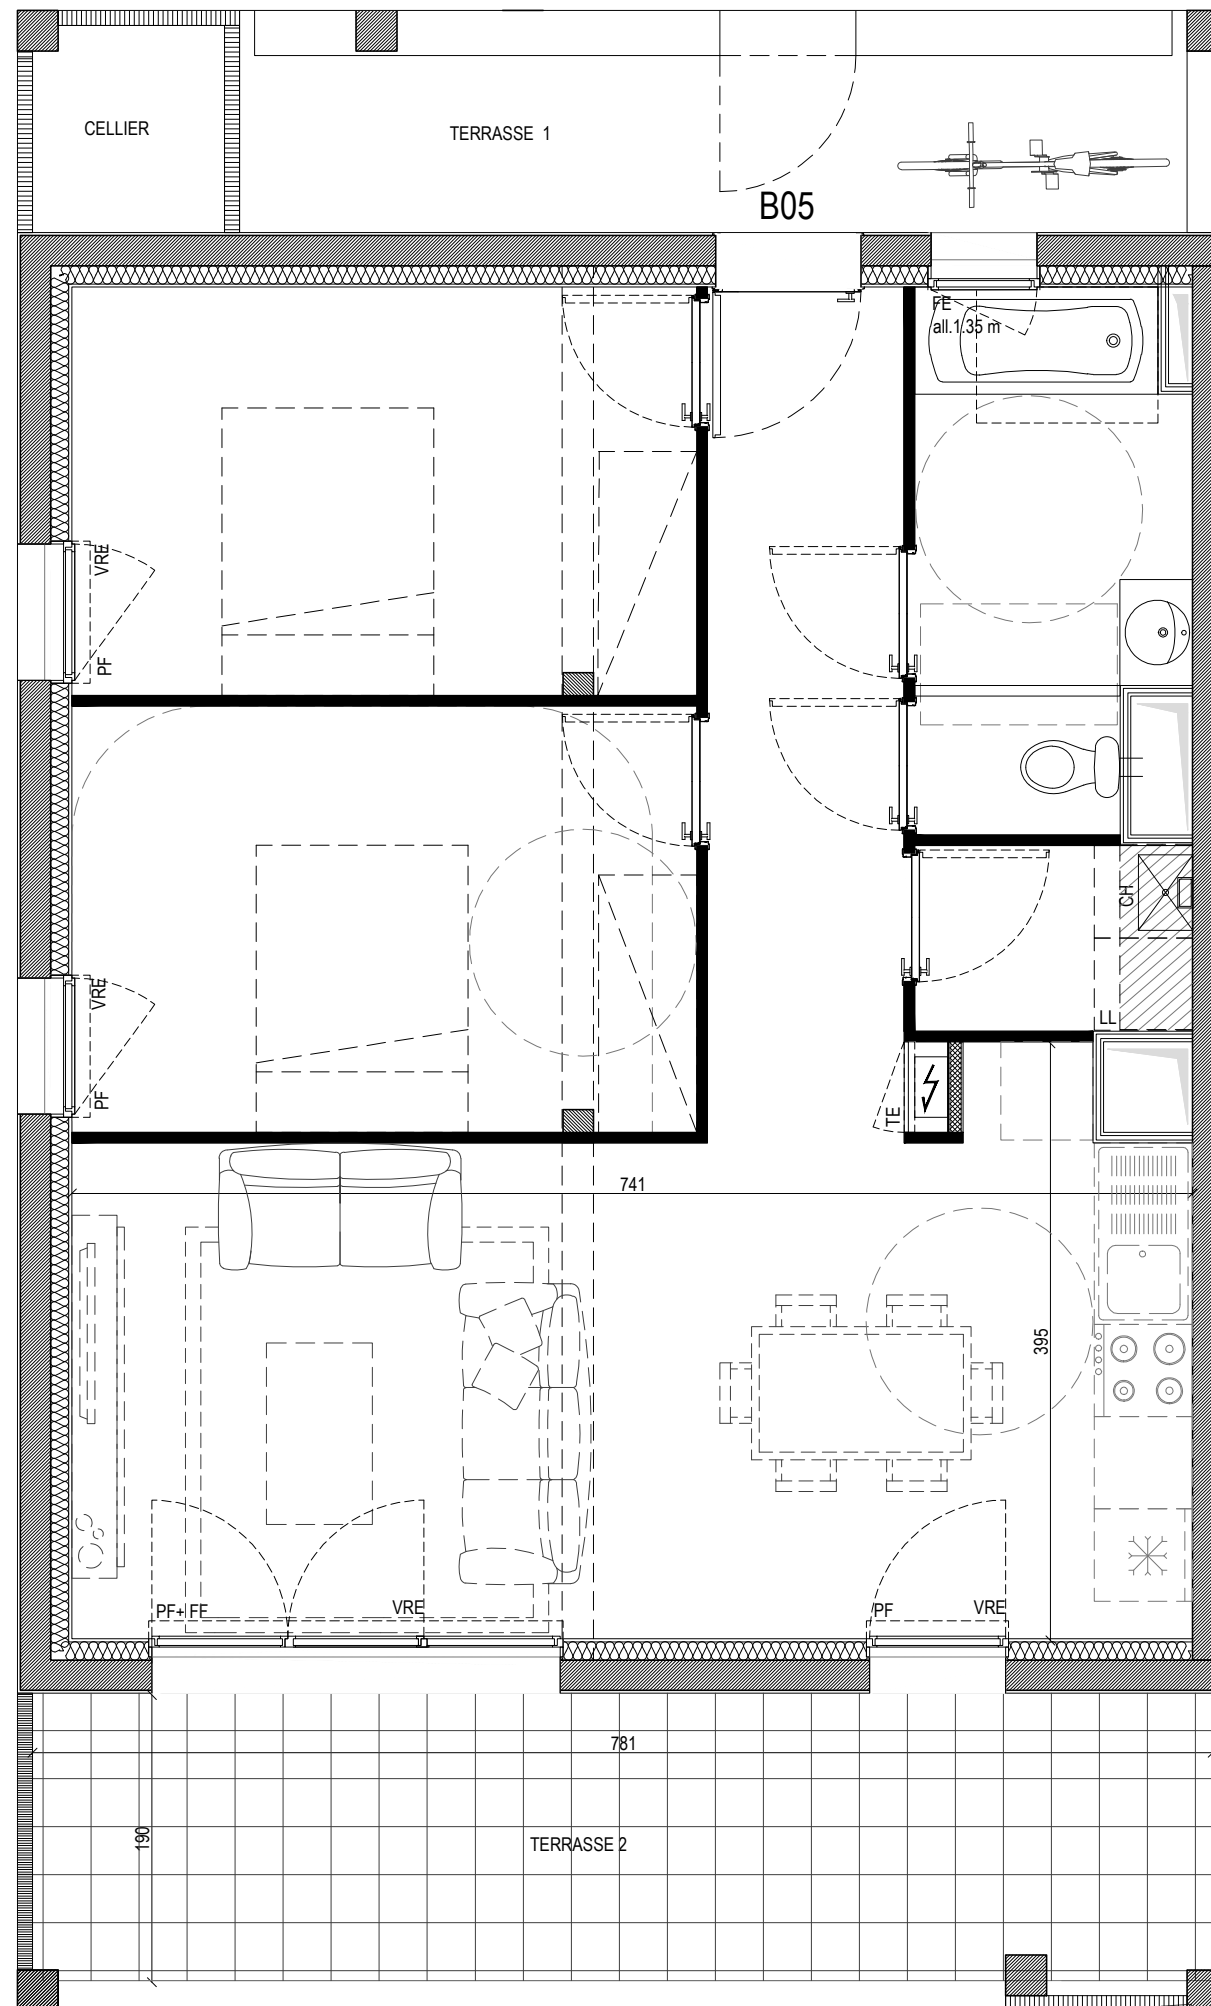 CELLIER
TERRASSE 1
B05
FE
all.1.35 m
VRE
PF
CH
VRE
LL
PF
TE
741
395
PF+ FF
VRE
PF
VRE
781
190
TERRASSE 2